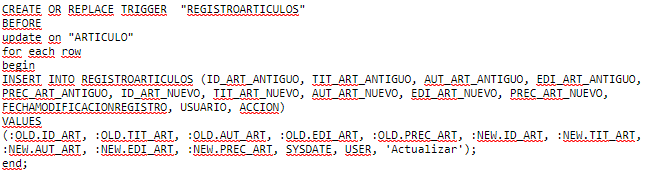 CREATE OR REPLACE TRIGGER "REGISTROARTICULOS"
BEFORE
update on "ARTICULO"
for each row
begin
INSERT INTO REGISTROARTICULOS (ID_ART_ANTIGUO, TIT_ART_ANTIGUO, AUT_ART_ANTIGUO, EDI_ART_ANTIGUO,
PREC_ART_ANTIGUO, ID_ART_NUEVO, TIT_ART_NUEVO, AUT_ART_NUEVO, EDI_ART_NUEVO, PREC_ART_NUEVO,
FECHAMODIFICACIONREGISTRO, USUARIO, ACCION)
VALUES
(:OLD.ID_ART, :OLD.TIT_ART, :OLD.AUT_ART, :OLD.EDI_ART, :OLD.PREC_ART, :NEW.ID_ART, :NEW.TIT_ART,
:NEW.AUT_ART, :NEW.EDI_ART, :NEW.PREC_ART, SYSDATE, USER, 'Actualizar');
end;